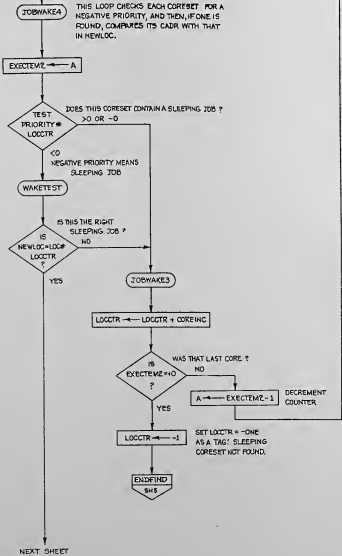 THIS LOOP CHECKS EACH CORESET FOR A
NEGATIVE PRIORITY, AND THEN, IF ONE IS
FOUND, COMPARES ITS CADR WITH THAT
IN NEWLOC.
JOBWAKE4
EXECTEM2 ← A
DOES THIS CORESET CONTAIN A SLEEPING JOB ?
TEST
PRIORITY*
LOCCTR
>0 OR -0
<0
NEGATIVE PRIORITY MEANS
SLEEPING JOB
WAKETEST
IS THIS THE RIGHT
SLEEPING JOB ?
IS
NEWLOC=LOC*
LOCCTR
?
NO
YES
JOBWAKE3
LOCCTR ← LOCCTR + COREINC
WAS THAT LAST CORE ?
IS
EXECTEM2=+0
?
NO
A ← EXECTEM2-1
DECREMENT
COUNTER
YES
LOCCTR ← -1
SET LOCCTR = -ONE
AS A TAG: SLEEPING
CORESET NOT FOUND.
ENDFIND
SH5
NEXT SHEET